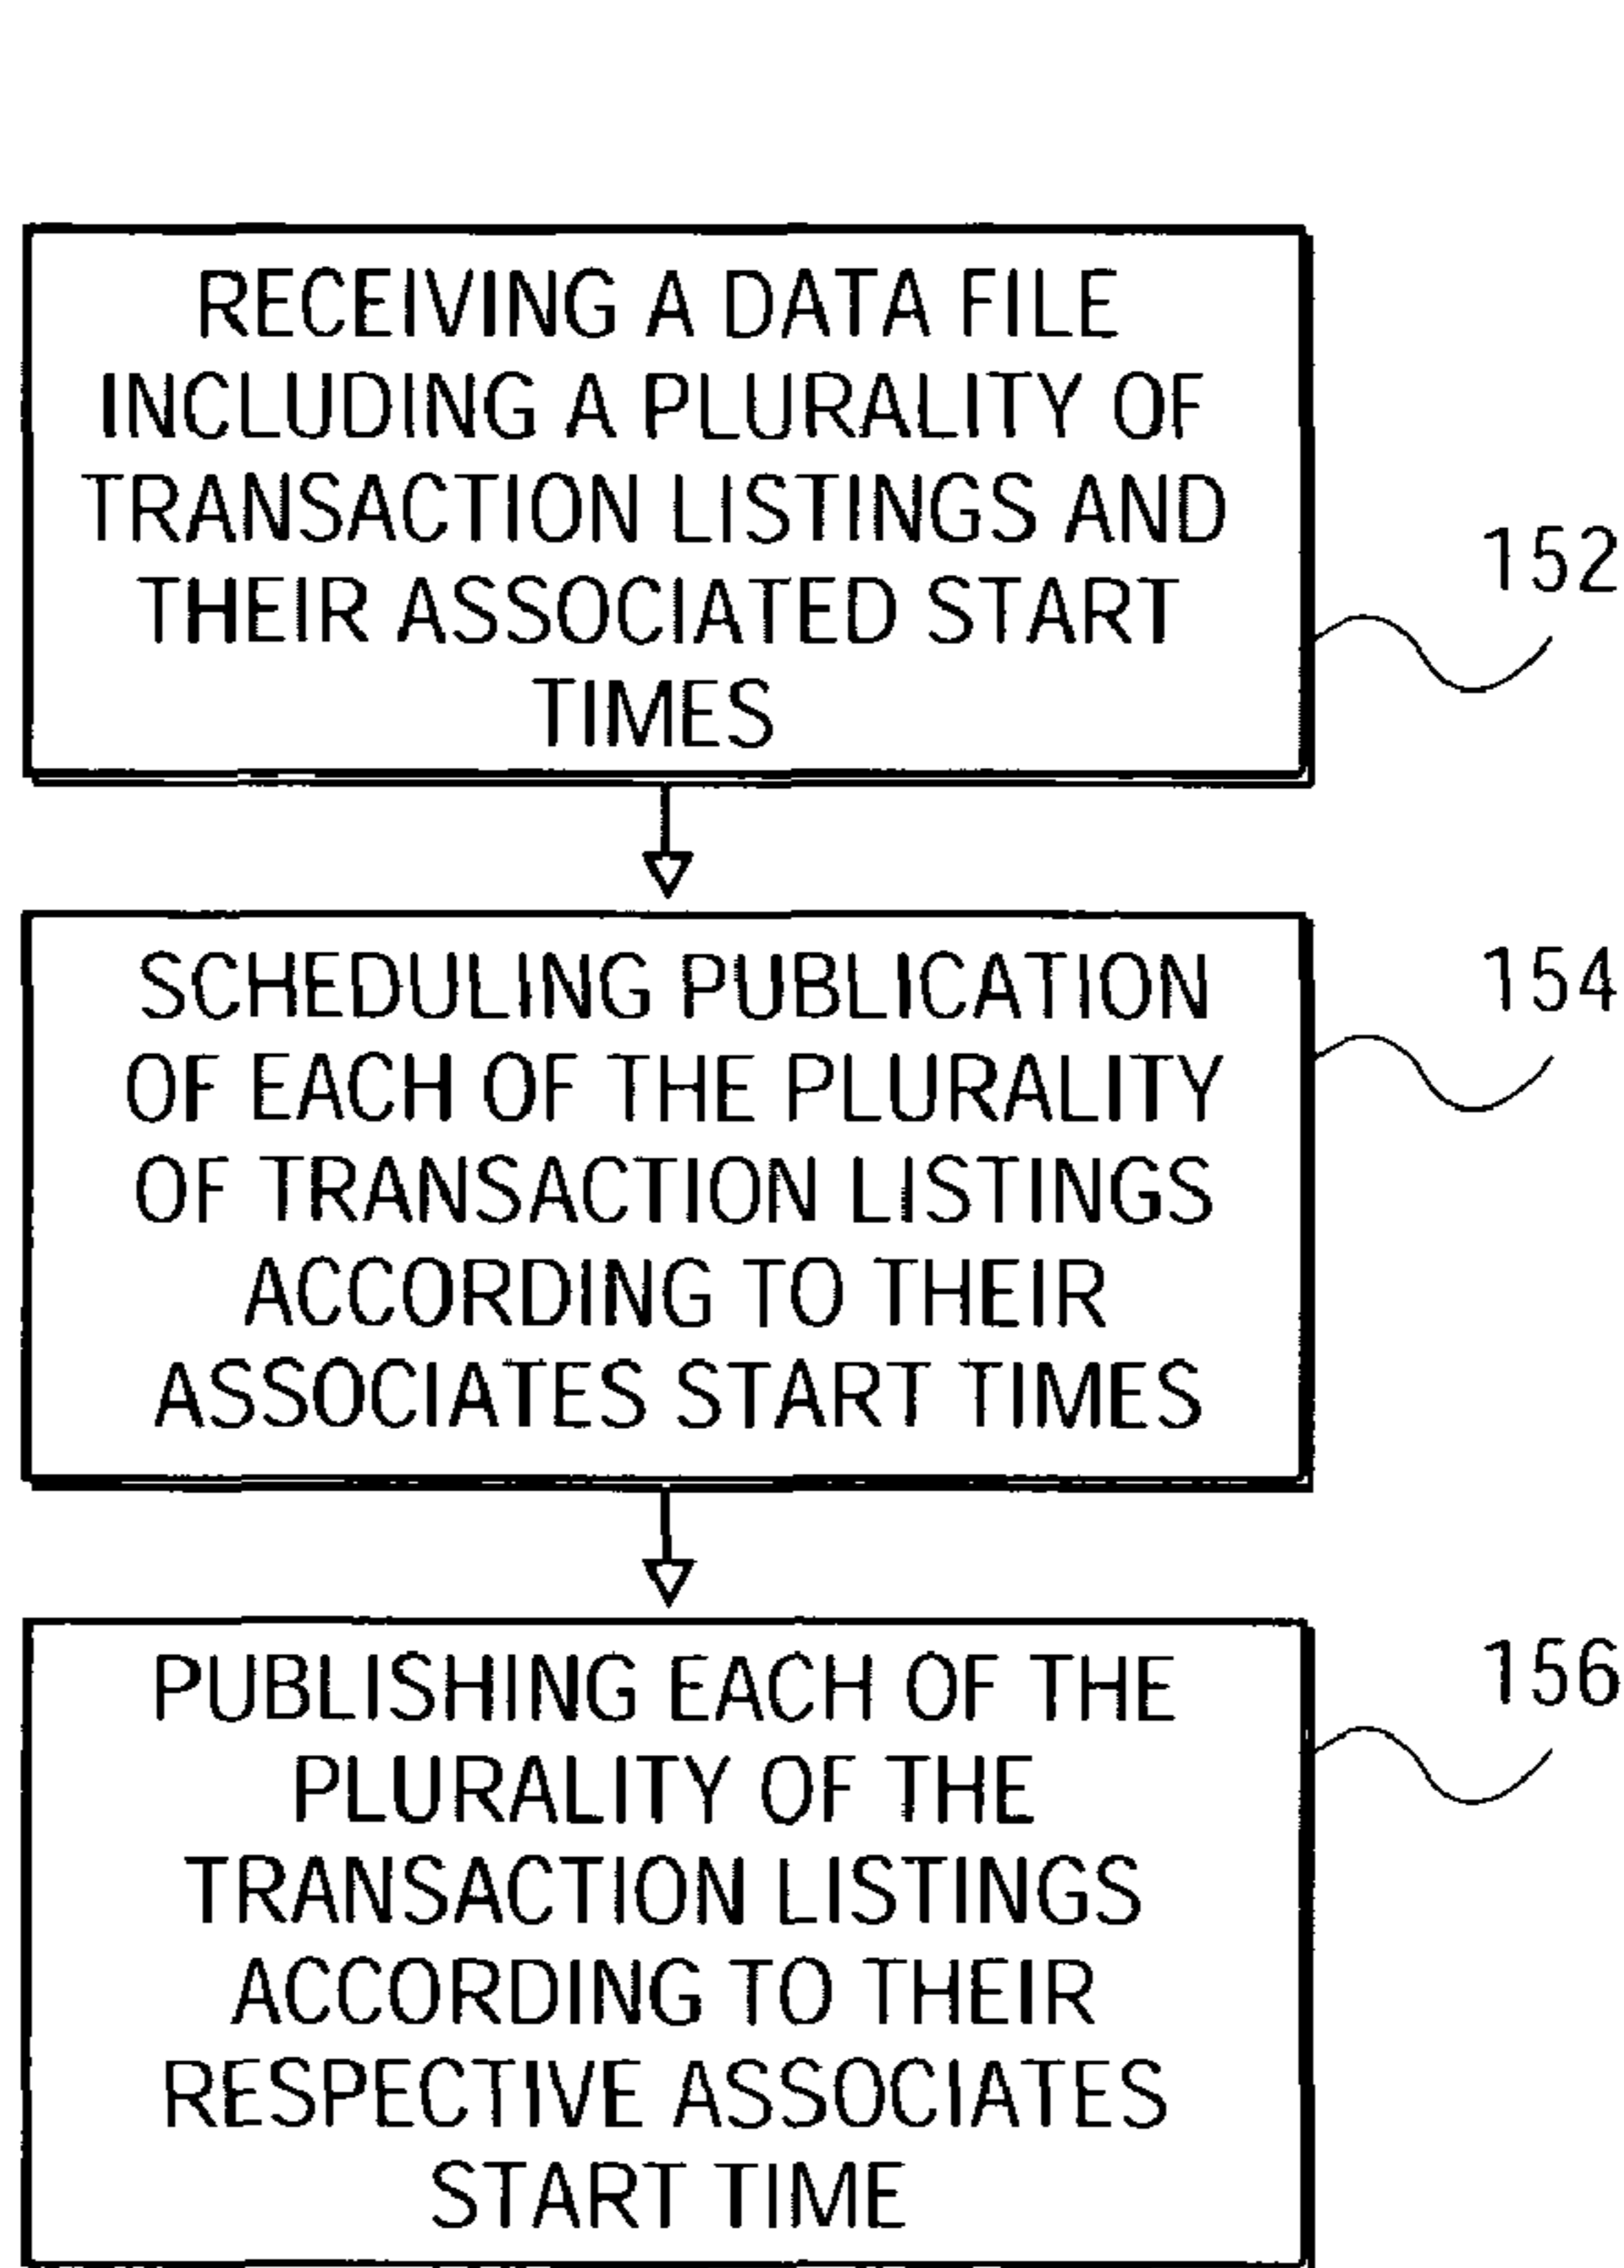 RECEIVING A DATA FILE
INCLUDING A PLURALITY OF
TRANSACTION LISTINGS AND
THEIR ASSOCIATED START
TIMES
152
SCHEDULING PUBLICATION
OF EACH OF THE PLURALITY
OF TRANSACTION LISTINGS
ACCORDING TO THEIR
ASSOCIATES START TIMES
154
PUBLISHING EACH OF THE
PLURALITY OF THE
TRANSACTION LISTINGS
ACCORDING TO THEIR
RESPECTIVE ASSOCIATES
START TIME
156